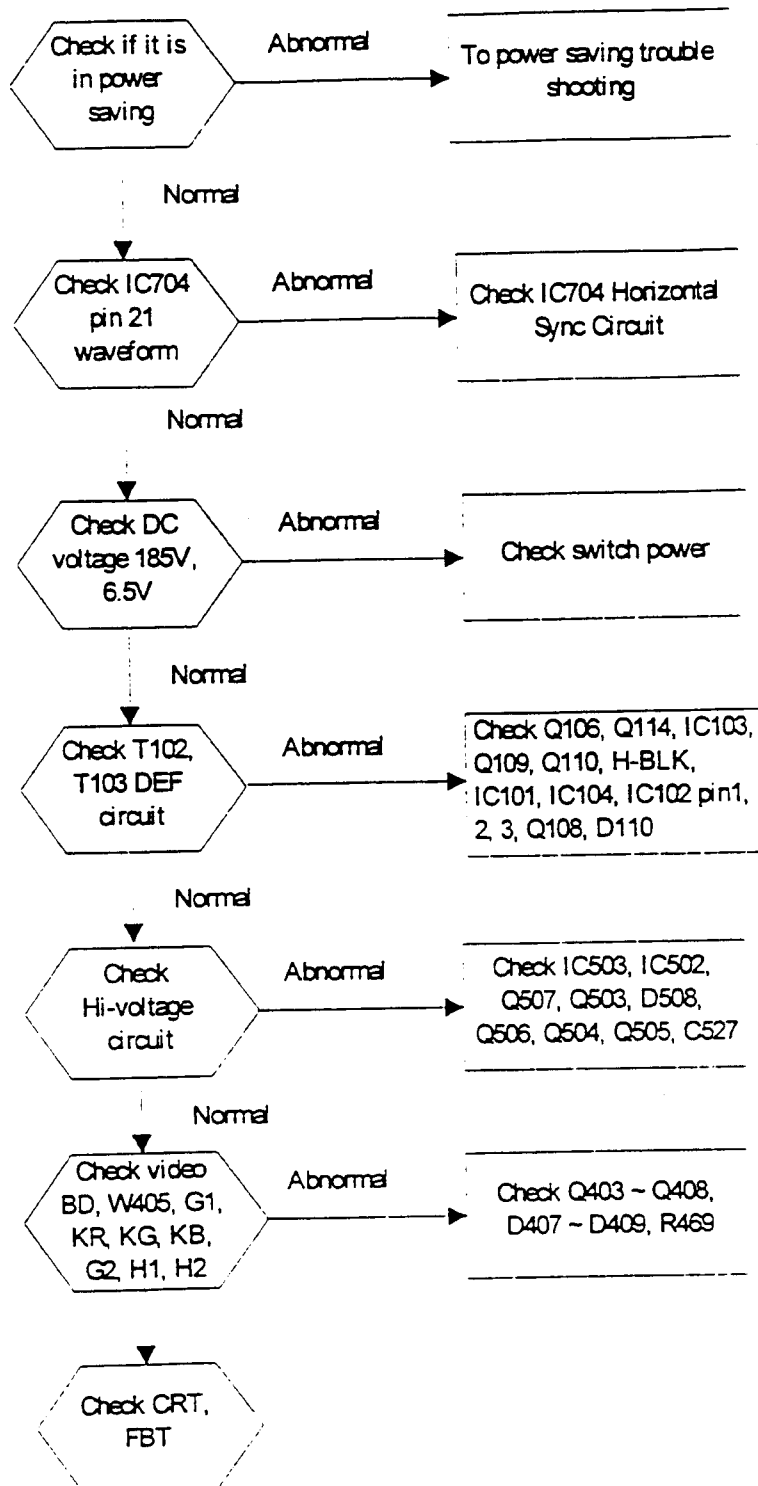 Check if it is
in power
saving
Abnormal
To power saving trouble
shooting
Normal
Check IC704
pin 21
waveform
Abnormal
Check IC704 Horizontal
Sync Circuit
Normal
Check DC
voltage 185V,
6.5V
Abnormal
Check switch power
Normal
Check T102,
T103 DEF
circuit
Abnormal
Check Q106, Q114, IC103,
Q109, Q110, H-BLK,
IC101, IC104, IC102 pin1,
2, 3, Q108, D110
Normal
Check
Hi-voltage
circuit
Abnormal
Check IC503, IC502,
Q507, Q503, D508,
Q506, Q504, Q505, C527
Normal
Check video
BD, W405, G1,
KR, KG, KB,
G2, H1, H2
Abnormal
Check Q403 ~ Q408,
D407 ~ D409, R469
Check CRT,
FBT